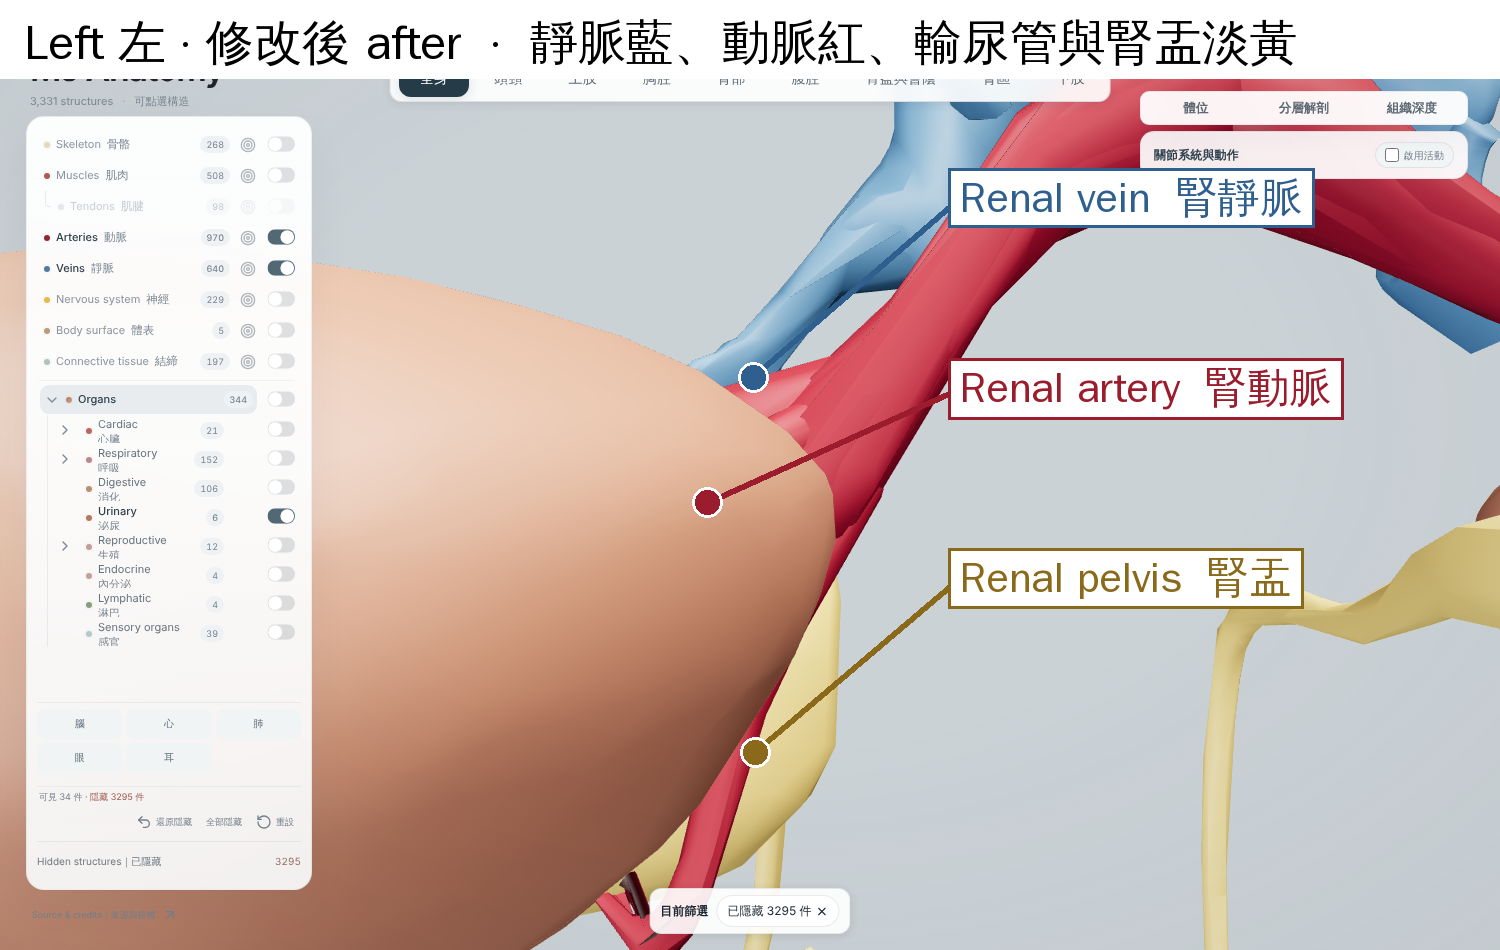 Left 左 · 修改後 after · 靜脈藍、動脈紅、輸尿管與腎盂淡黃
3,331 structures · 可點選構造
體位 分層解剖 組織深度
關節系統與動作 啟用活動
Skeleton 骨骼 268
Muscles 肌肉 508
Tendons 肌腱 98
Arteries 動脈 970
Veins 靜脈 640
Nervous system 神經 229
Body surface 體表 5
Connective tissue 結締 197
Organs 344
Cardiac 21
心臟
Respiratory 152
呼吸
Digestive 106
消化
Urinary 6
泌尿
Reproductive 12
生殖
Endocrine 4
內分泌
Lymphatic 4
淋巴
Sensory organs 39
感官
腦 心 肺
眼 耳
可見 34 件 · 隱藏 3295 件
還原隱藏 全部隱藏 重設
Hidden structures | 已隱藏 3295
Source & credits
Renal vein 腎靜脈
Renal artery 腎動脈
Renal pelvis 腎盂
目前篩選 已隱藏 3295 件 ×